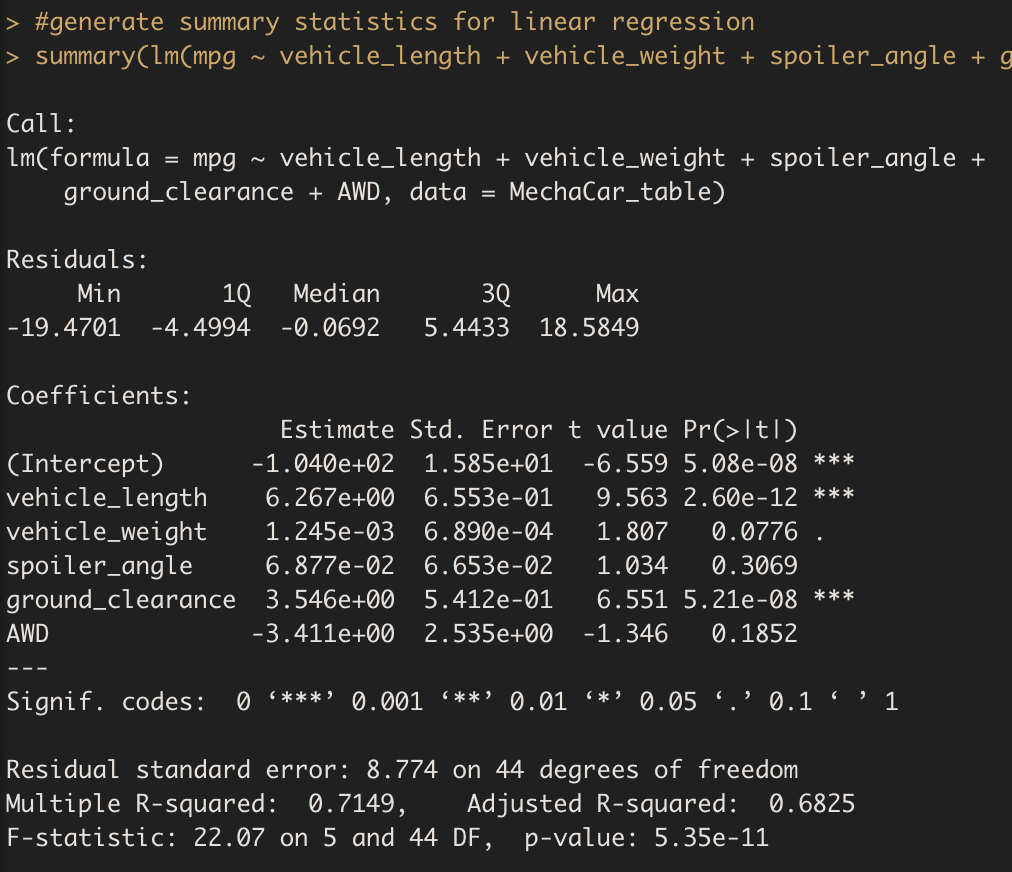 > #generate summary statistics for linear regression
> summary(lm(mpg ~ vehicle_length + vehicle_weight + spoiler_angle + g
Call:
lm(formula = mpg ~ vehicle_length + vehicle_weight + spoiler_angle +
    ground_clearance + AWD, data = MechaCar_table)
Residuals:
     Min       1Q   Median       3Q      Max
-19.4701  -4.4994  -0.0692   5.4433  18.5849
Coefficients:
                   Estimate Std. Error t value Pr(>|t|)
(Intercept)      -1.040e+02  1.585e+01  -6.559 5.08e-08 ***
vehicle_length    6.267e+00  6.553e-01   9.563 2.60e-12 ***
vehicle_weight    1.245e-03  6.890e-04   1.807   0.0776 .
spoiler_angle     6.877e-02  6.653e-02   1.034   0.3069
ground_clearance  3.546e+00  5.412e-01   6.551 5.21e-08 ***
AWD              -3.411e+00  2.535e+00  -1.346   0.1852
---
Signif. codes:  0 ‘***’ 0.001 ‘**’ 0.01 ‘*’ 0.05 ‘.’ 0.1 ‘ ’ 1
Residual standard error: 8.774 on 44 degrees of freedom
Multiple R-squared:  0.7149,    Adjusted R-squared:  0.6825
F-statistic: 22.07 on 5 and 44 DF,  p-value: 5.35e-11